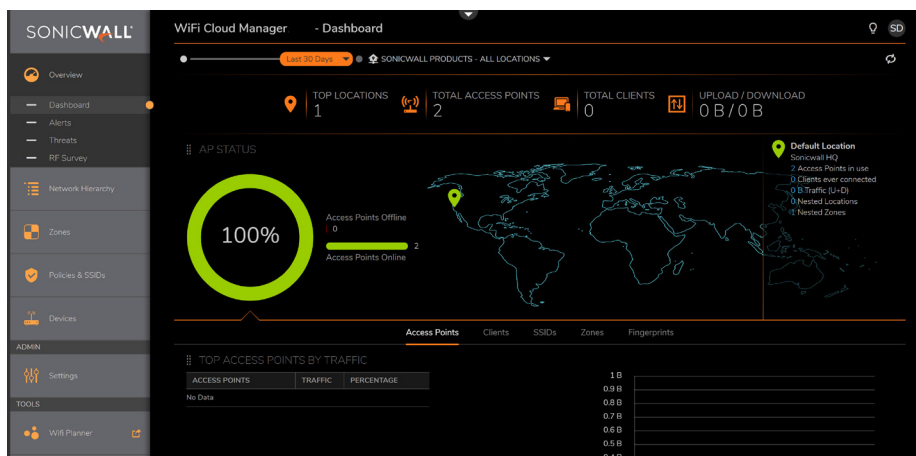 SONICWALL
WiFi Cloud Manager - Dashboard
SD
Last 30 Days
SONICWALL PRODUCTS - ALL LOCATIONS
Overview
Dashboard
Alerts
Threats
RF Survey
Network Hierarchy
Zones
Policies & SSIDs
Devices
ADMIN
Settings
TOOLS
Wifi Planner
TOP LOCATIONS
1
TOTAL ACCESS POINTS
2
TOTAL CLIENTS
0
UPLOAD / DOWNLOAD
0 B / 0 B
AP STATUS
100%
Access Points Offline
0
2
Access Points Online
Default Location
Sonicwall HQ
2 Access Points in use
0 Clients ever connected
0 B Traffic (U+D)
0 Nested Locations
1 Nested Zones
Access Points Clients SSIDs Zones Fingerprints
TOP ACCESS POINTS BY TRAFFIC
ACCESS POINTS TRAFFIC PERCENTAGE
No Data
1 B
0.9 B
0.8 B
0.7 B
0.6 B
0.5 B